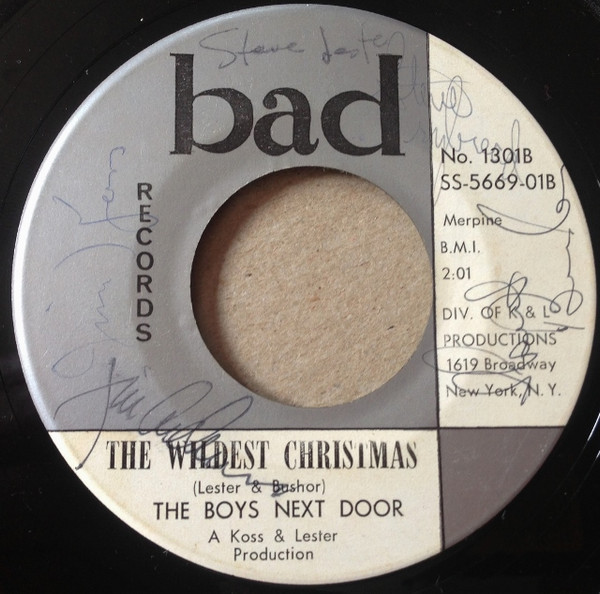 Steve Lester
bad
RECORDS
No. 1301B
SS-5669-01B
Merpine
B.M.I.
2:01
DIV. OF K & L
PRODUCTIONS
1619 Broadway
New York, N. Y.
Jim
THE WILDEST CHRISTMAS
(Lester & Bushor)
THE BOYS NEXT DOOR
A Koss & Lester
Production